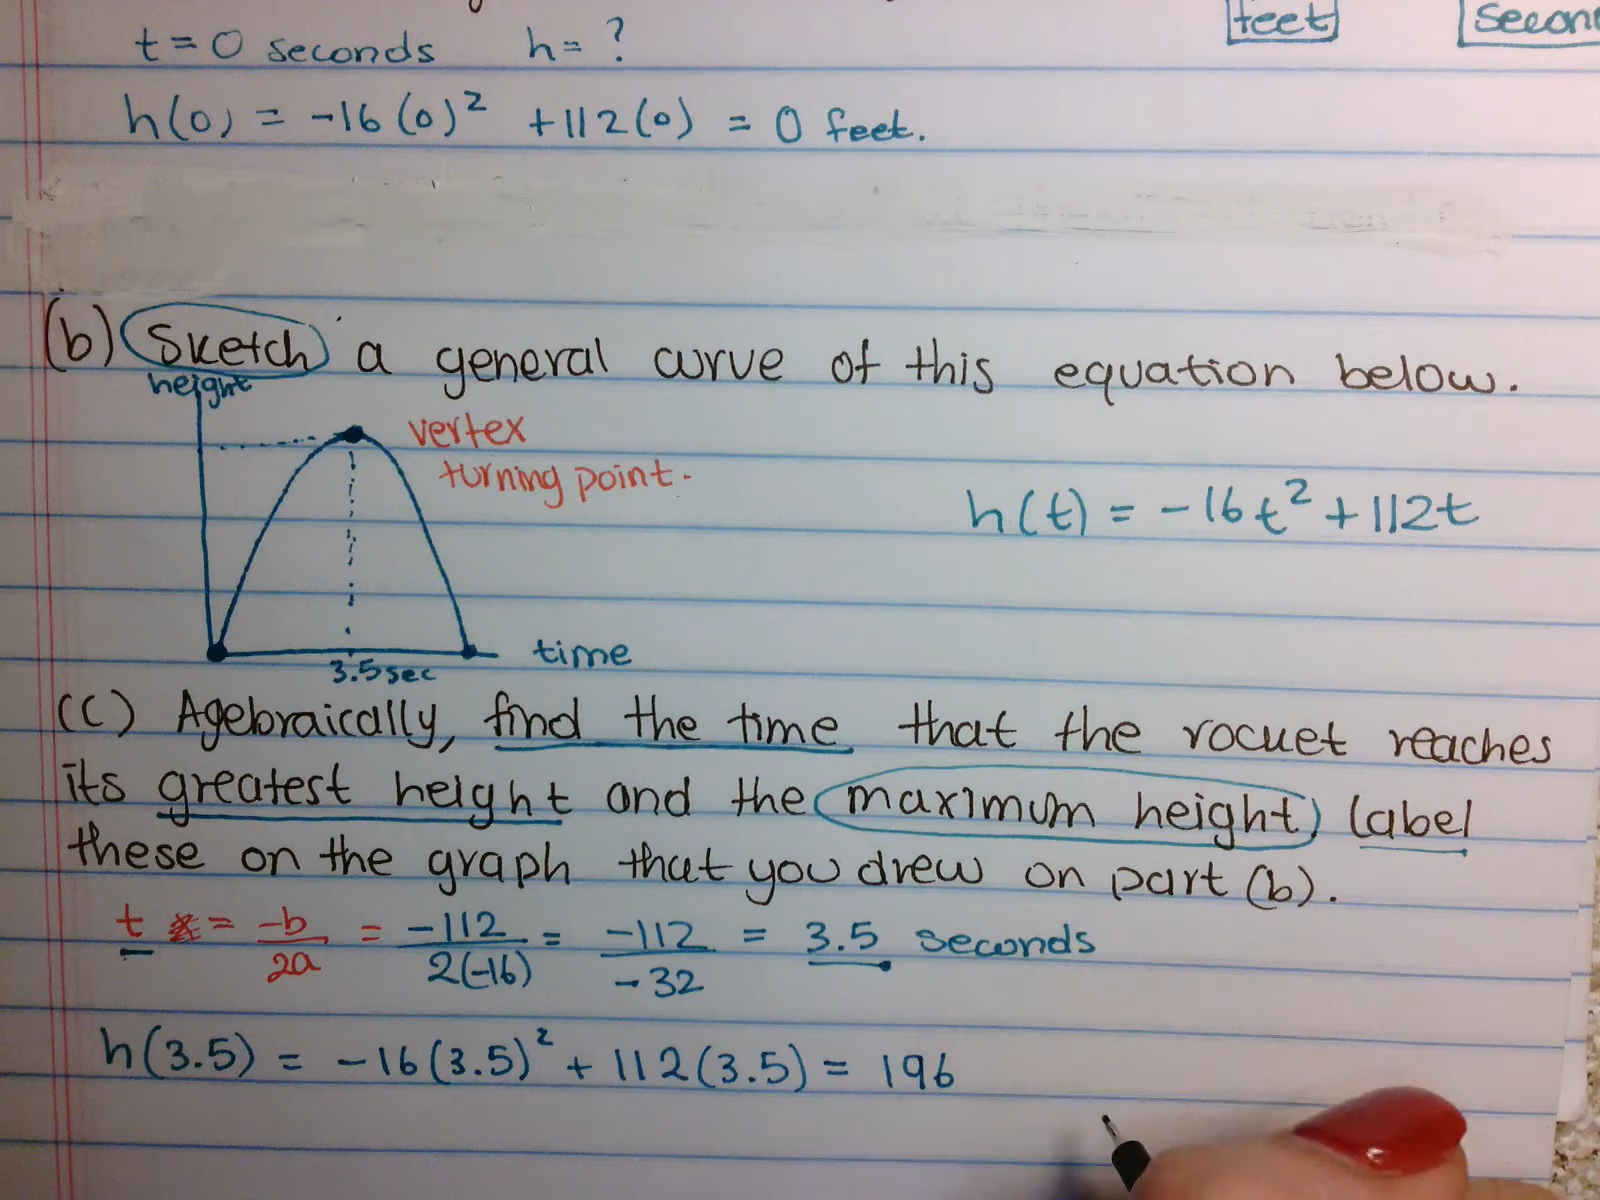 feet
t = 0 seconds h = ?
h(0) = -16(0)² +112(0) = 0 feet.
(b) Sketch a general curve of this equation below.
height
vertex
turning point.
h(t) = -16t² + 112t
time
3.5 sec
(c) Agebraically, find the time that the rocket reaches
its greatest height and the maximum height label
these on the graph that you drew on part (b).
t = -b/2a = -112/2(-16) = -112/-32 = 3.5 seconds
h(3.5) = -16(3.5)² + 112(3.5) = 196